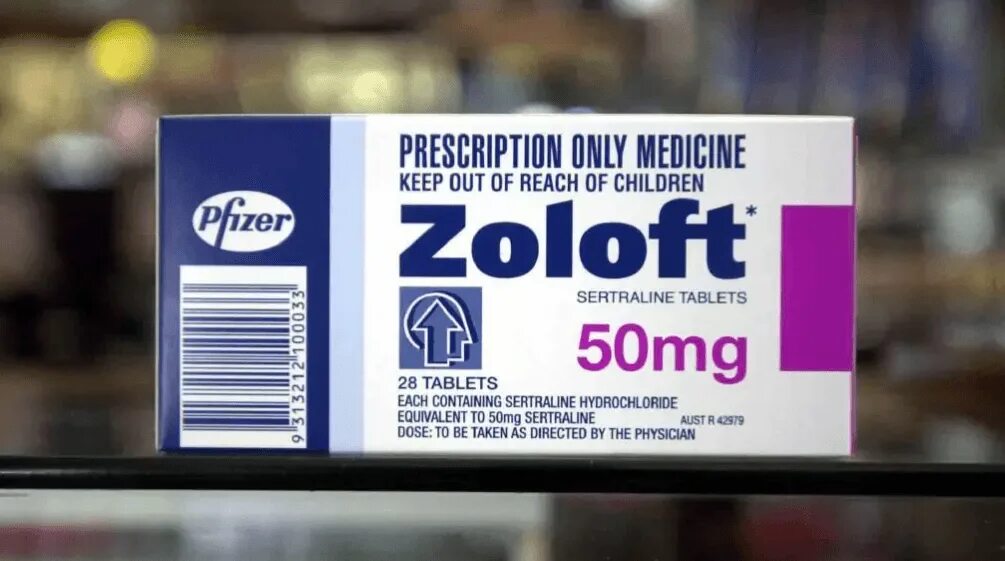 Pfizer
9 313212 100033
PRESCRIPTION ONLY MEDICINE
KEEP OUT OF REACH OF CHILDREN
Zoloft*
SERTRALINE TABLETS
50mg
28 TABLETS
EACH CONTAINING SERTRALINE HYDROCHLORIDE
EQUIVALENT TO 50mg SERTRALINE
AUST R 42979
DOSE: TO BE TAKEN AS DIRECTED BY THE PHYSICIAN